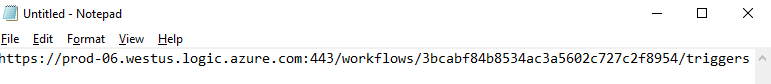 Untitled - Notepad
File Edit Format View Help
https://prod-06.westus.logic.azure.com:443/workflows/3bcabf84b8534ac3a5602c727c2f8954/triggers